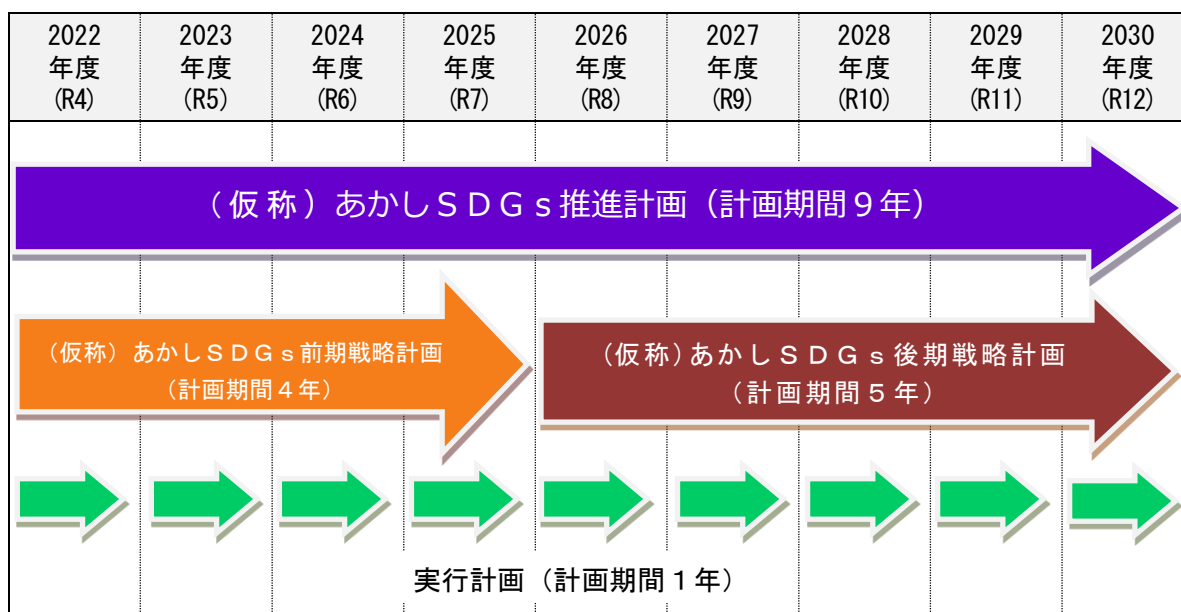 2022
年度
(R4)
2023
年度
(R5)
2024
年度
(R6)
2025
年度
(R7)
2026
年度
(R8)
2027
年度
(R9)
2028
年度
(R10)
2029
年度
(R11)
2030
年度
(R12)
(仮称)あかしSDGs推進計画(計画期間9年)
(仮称)あかしSDGs前期戦略計画
(計画期間4年)
(仮称)あかしSDGs後期戦略計画
(計画期間5年)
実行計画(計画期間1年)